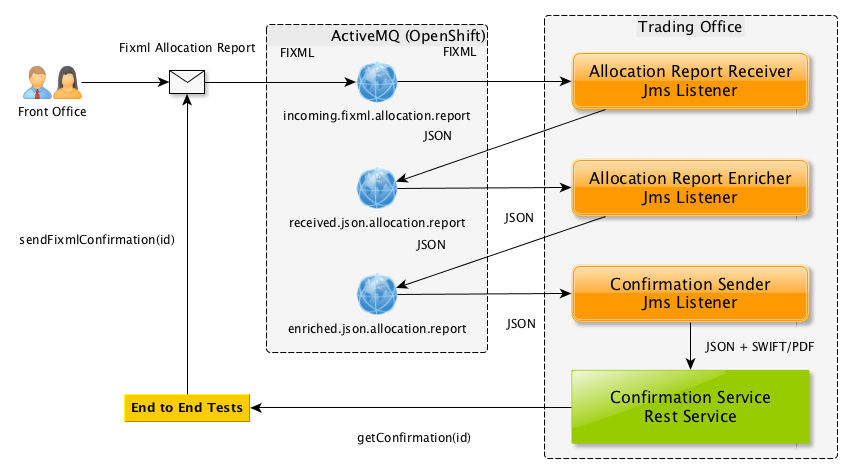 Fixml Allocation Report
Front Office
ActiveMQ (OpenShift)
FIXML
FIXML
incoming.fixml.allocation.report
JSON
received.json.allocation.report
JSON
JSON
enriched.json.allocation.report
JSON
Trading Office
Allocation Report Receiver
Jms Listener
Allocation Report Enricher
Jms Listener
Confirmation Sender
Jms Listener
JSON + SWIFT/PDF
Confirmation Service
Rest Service
sendFixmlConfirmation(id)
End to End Tests
getConfirmation(id)